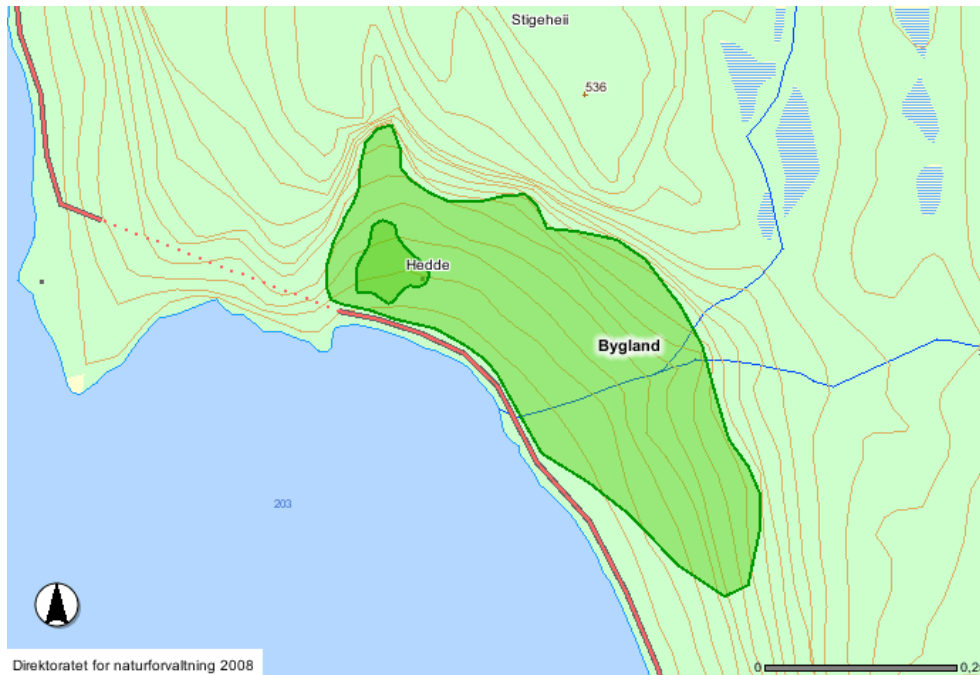 Stigeheii
536
Hedde
Bygland
203
Direktoratet for naturforvaltning 2008
0